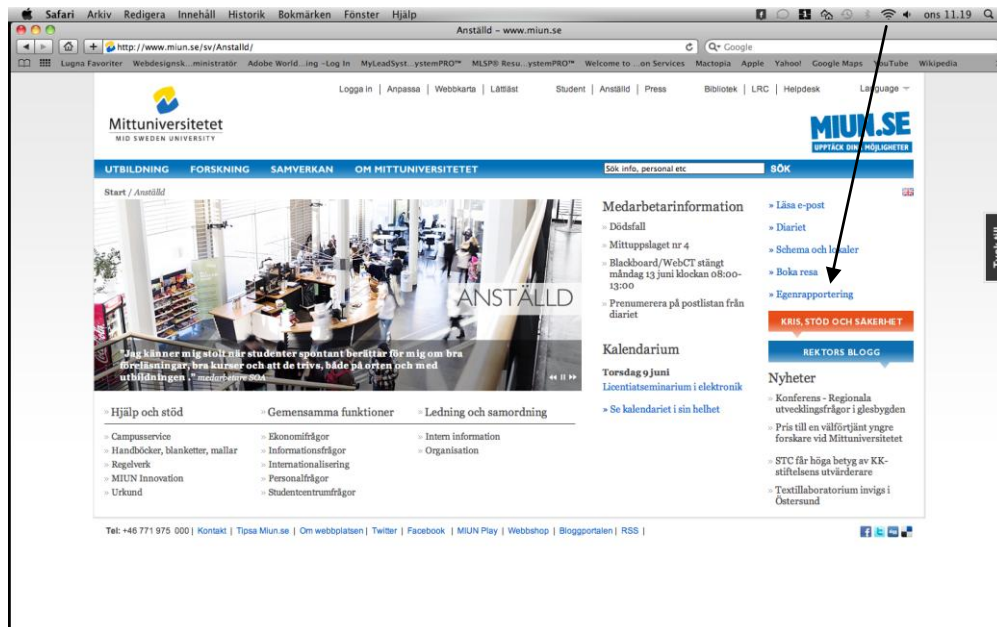 Safari Arkiv Redigera Innehåll Historik Bokmärken Fönster Hjälp
1
ons 11.19
Anställd – www.miun.se
http://www.miun.se/sv/Anstalld/
Google
Lugna Favoriter Webdesignsk...ministratör Adobe World...ing –Log In MyLeadSyst...ystemPRO™ MLSP® Resu...ystemPRO™ Welcome to ...on Services Mactopia Apple Yahoo! Google Maps YouTube Wikipedia
Logga in | Anpassa | Webbkarta | Lättläst Student | Anställd | Press Bibliotek | LRC | Helpdesk Language
Mittuniversitetet
MID SWEDEN UNIVERSITY
MIUN.SE
UPPTÄCK DINA MÖJLIGHETER
UTBILDNING FORSKNING SAMVERKAN OM MITTUNIVERSITETET
Sök info, personal etc
SÖK
Start / Anställd
ANSTÄLLD
"Jag känner mig stolt när studenter spontant berättar för mig om bra
föreläsningar, bra kurser och att de trivs, både på orten och med
utbildningen ." medarbetare SOA
Medarbetarinformation
» Dödsfall
» Mittuppslaget nr 4
» Blackboard/WebCT stängt
måndag 13 juni klockan 08:00-
13:00
» Prenumerera på postlistan från
diariet
Kalendarium
Torsdag 9 juni
Licentiatseminarium i elektronik
» Se kalendariet i sin helhet
» Läsa e-post
» Diariet
» Schema och lokaler
» Boka resa
» Egenrapportering
KRIS, STÖD OCH SÄKERHET
REKTORS BLOGG
Nyheter
» Konferens - Regionala
utvecklingsfrågor i glesbygden
» Pris till en välförtjänt yngre
forskare vid Mittuniversitetet
» STC får höga betyg av KK-
stiftelsens utvärderare
» Textillaboratorium invigs i
Östersund
» Hjälp och stöd
» Campusservice
» Handböcker, blanketter, mallar
» Regelverk
» MIUN Innovation
» Urkund
» Gemensamma funktioner
» Ekonomifrågor
» Informationsfrågor
» Internationalisering
» Personalfrågor
» Studentcentrumfrågor
» Ledning och samordning
» Intern information
» Organisation
Tel: +46 771 975 000 | Kontakt | Tipsa Miun.se | Om webbplatsen | Twitter | Facebook | MIUN Play | Webbshop | Bloggportalen | RSS |